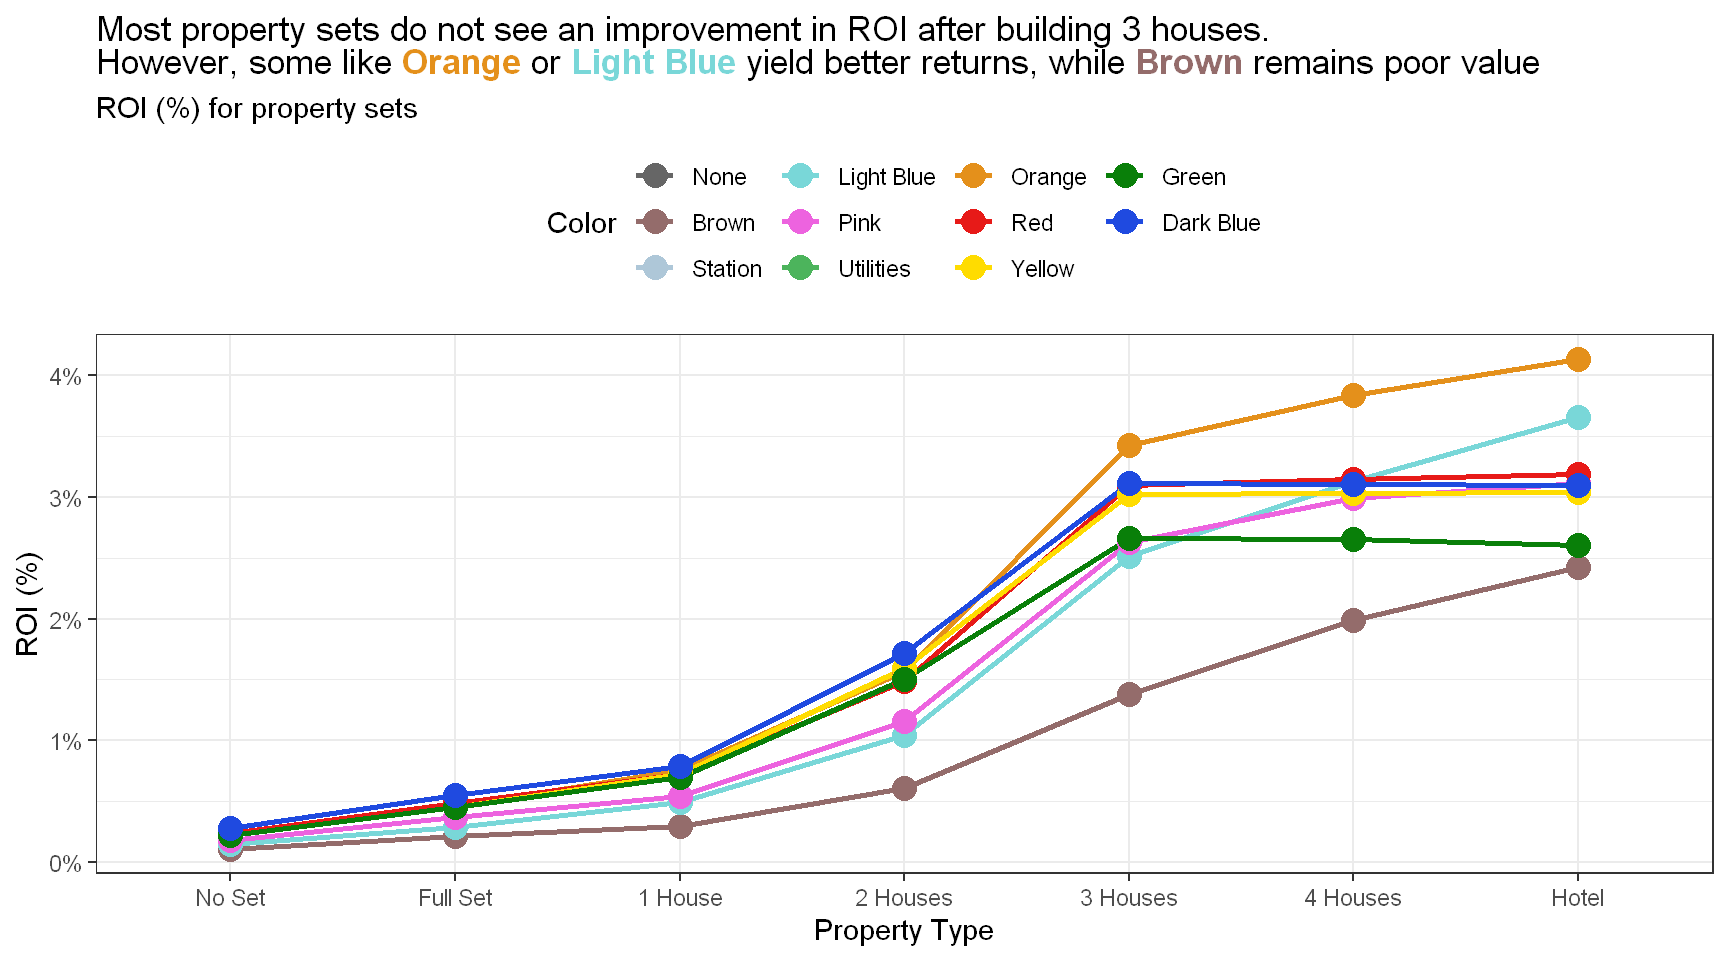 Most property sets do not see an improvement in ROI after building 3 houses.
However, some like Orange or Light Blue yield better returns, while Brown remains poor value
ROI (%) for property sets
None Light Blue Orange Green
Color Brown Pink Red Dark Blue
Station Utilities Yellow
4%
3%
2%
1%
0%
ROI (%)
No Set Full Set 1 House 2 Houses 3 Houses 4 Houses Hotel
Property Type